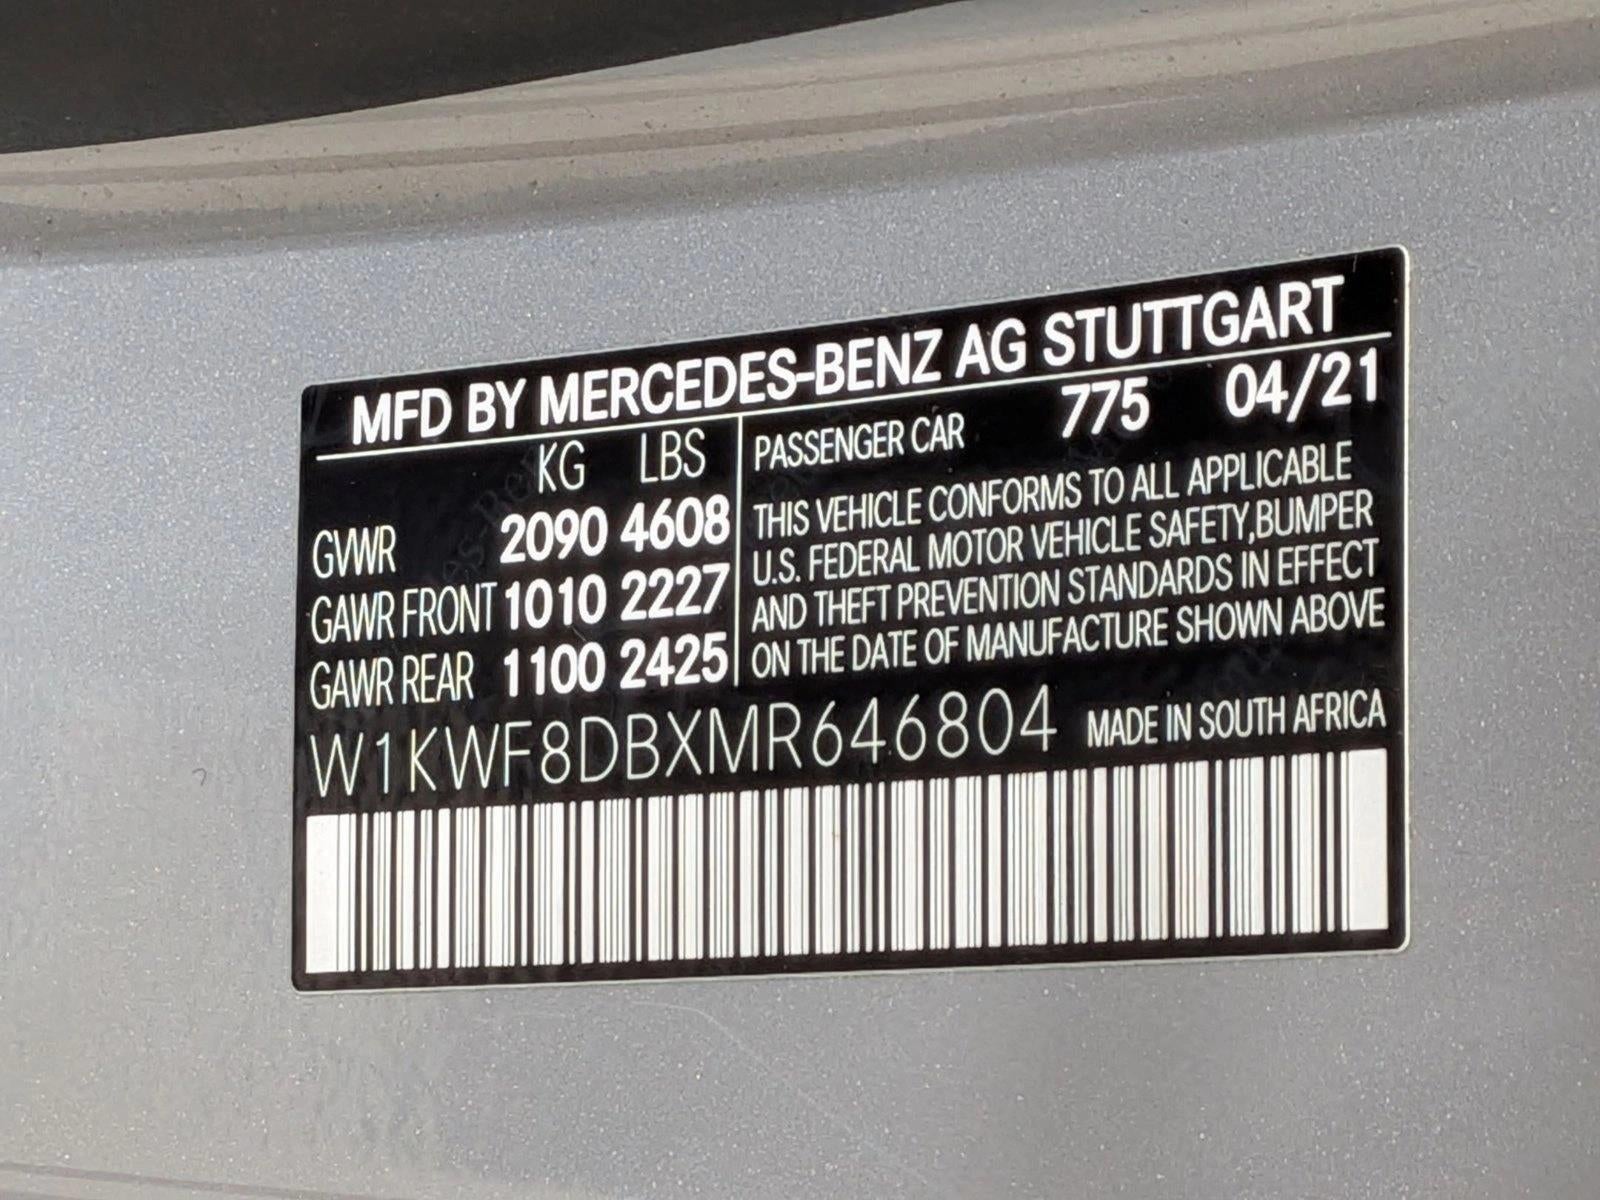 MFD BY MERCEDES-BENZ AG STUTTGART
KG LBS
GVWR 2090 4608
GAWR FRONT 1010 2227
GAWR REAR 1100 2425
PASSENGER CAR 775 04/21
THIS VEHICLE CONFORMS TO ALL APPLICABLE
U.S. FEDERAL MOTOR VEHICLE SAFETY,BUMPER
AND THEFT PREVENTION STANDARDS IN EFFECT
ON THE DATE OF MANUFACTURE SHOWN ABOVE
W1KWF8DBXMR646804 MADE IN SOUTH AFRICA